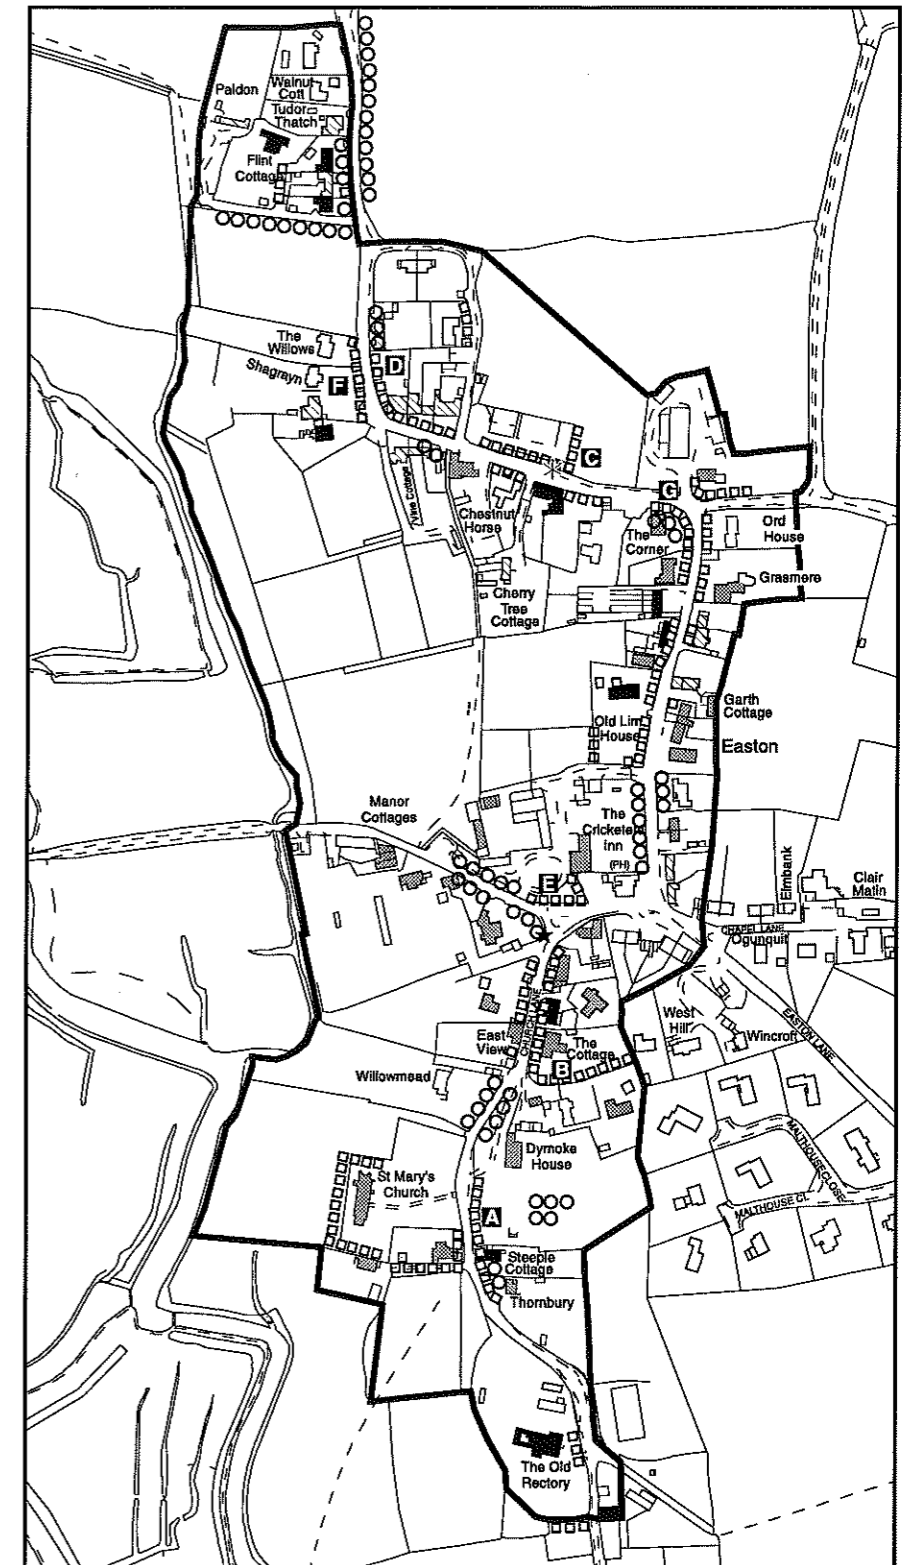 Paldon
Walnut
Cott
Tudor
Thatch
Flint
Cottage
The
Willows
Shagrayn
F
D
C
Vine Cottage
Chestnut
Horse
G
The
Corner
Ord
House
Grasmere
Cherry
Tree
Cottage
Old Lim
House
Garth
Cottage
Easton
Manor
Cottages
The
Cricketers
Inn
(PH)
E
Elmbank
Clair
Matin
CHAPEL LANE
Ogunquit
EASTON LANE
CHURCH LANE
East
View
The
Cottage
B
West
Hill
Wincroft
Willowmead
MALTHOUSE CLOSE
MALTHOUSE CL
Dymoke
House
St Mary's
Church
A
Steeple
Cottage
Thornbury
The Old
Rectory